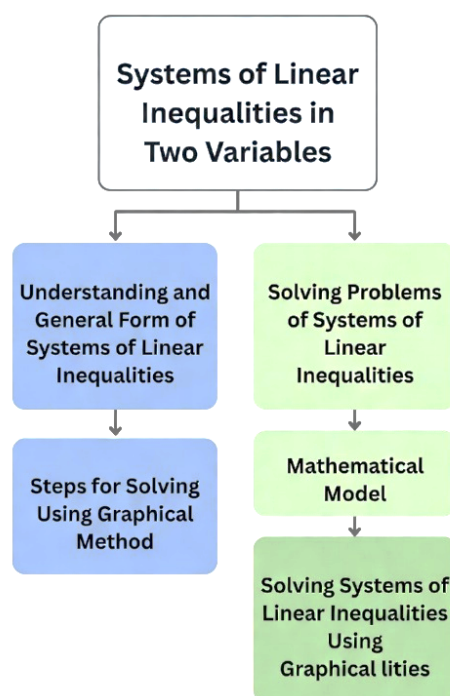 Systems of Linear
Inequalities in
Two Variables
Understanding and
General Form of
Systems of Linear
Inequalities
Steps for Solving
Using Graphical
Method
Solving Problems
of Systems of
Linear
Inequalities
Mathematical
Model
Solving Systems of
Linear Inequalities
Using
Graphical lities